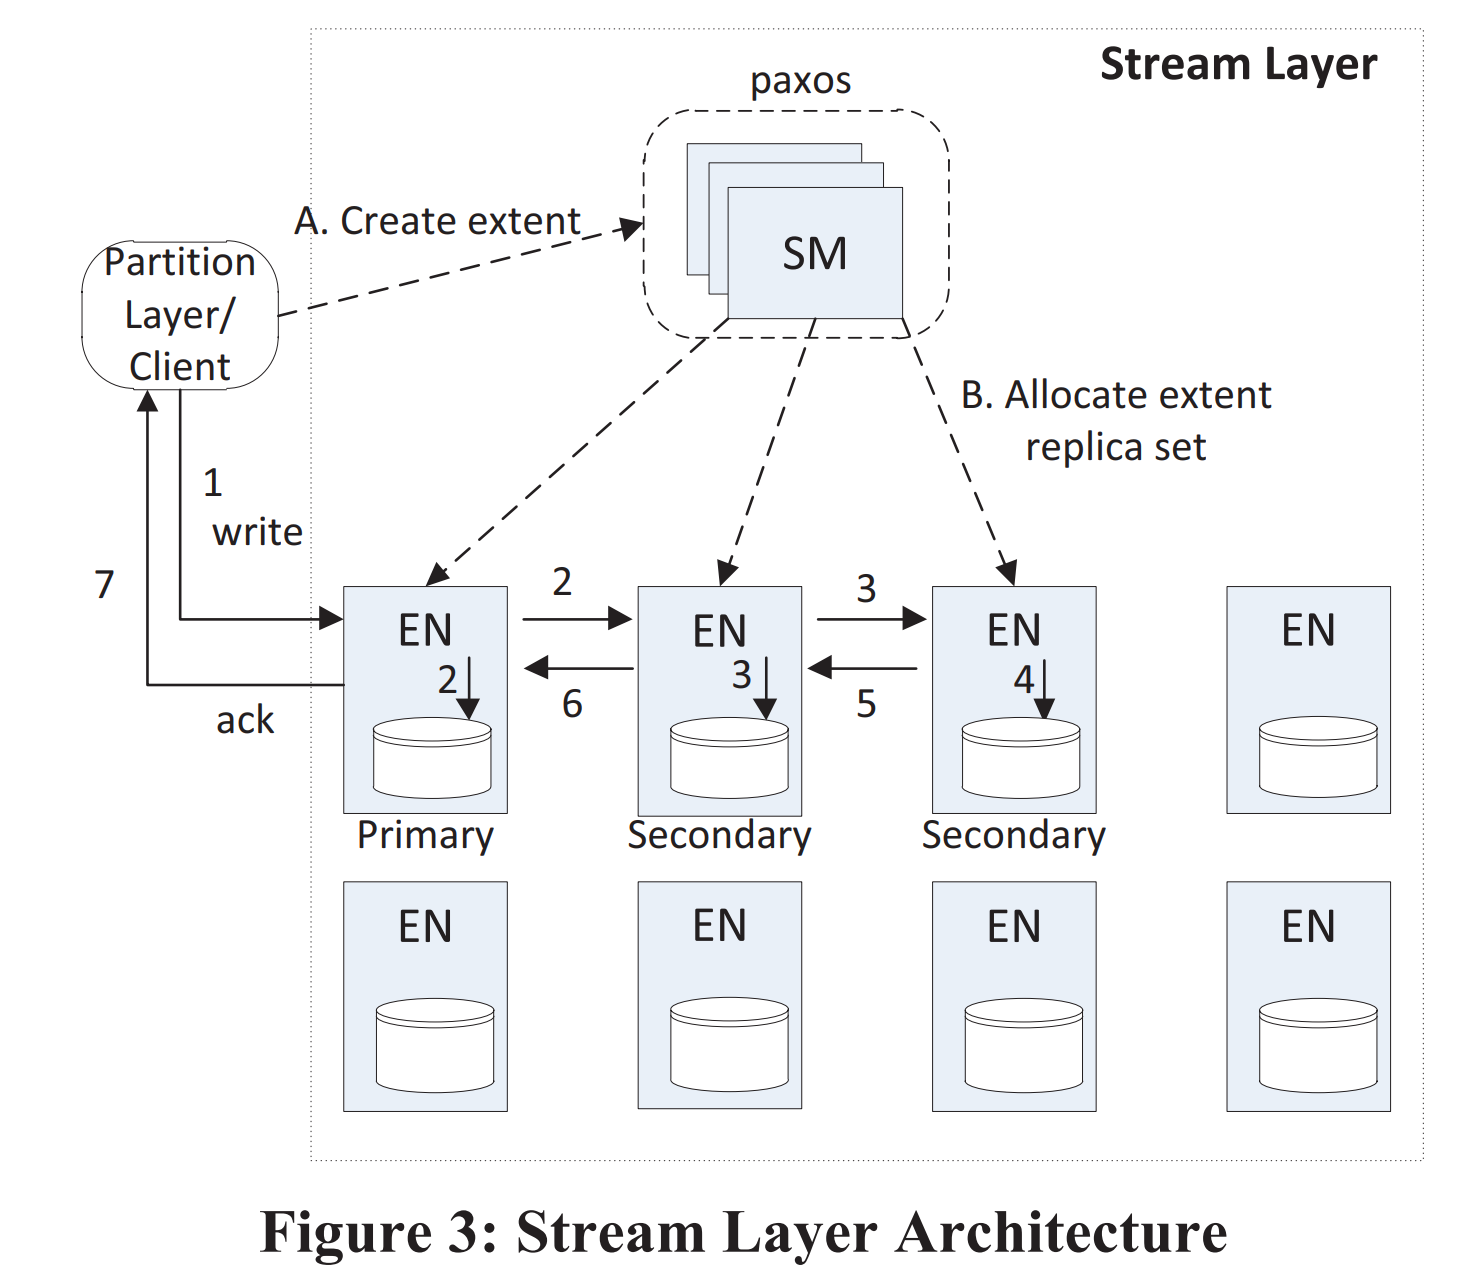 Stream Layer
paxos
A. Create extent
SM
Partition
Layer/
Client
B. Allocate extent
replica set
1
write
7
2
3
EN
EN
EN
EN
2
3
4
6
5
ack
Primary
Secondary
Secondary
EN
EN
EN
EN
Figure 3: Stream Layer Architecture